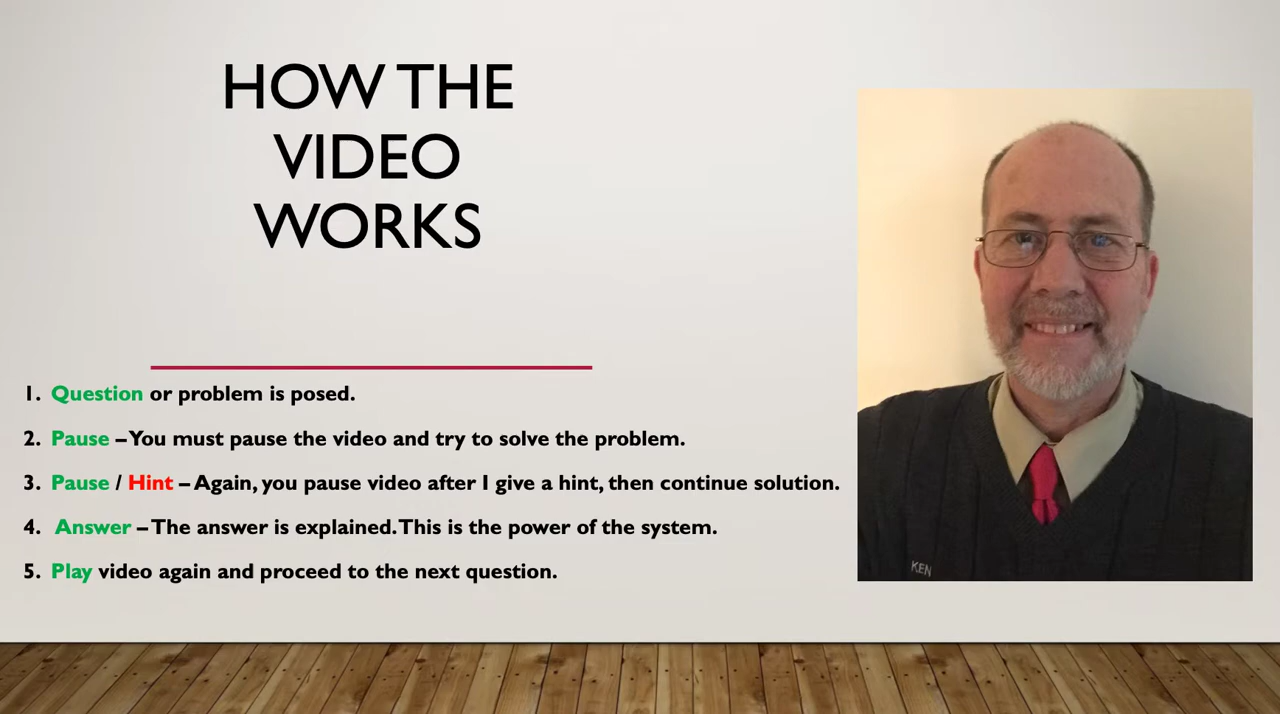 HOW THE
VIDEO
WORKS
1. Question or problem is posed.
2. Pause – You must pause the video and try to solve the problem.
3. Pause / Hint – Again, you pause video after I give a hint, then continue solution.
4. Answer – The answer is explained. This is the power of the system.
5. Play video again and proceed to the next question.
KEN